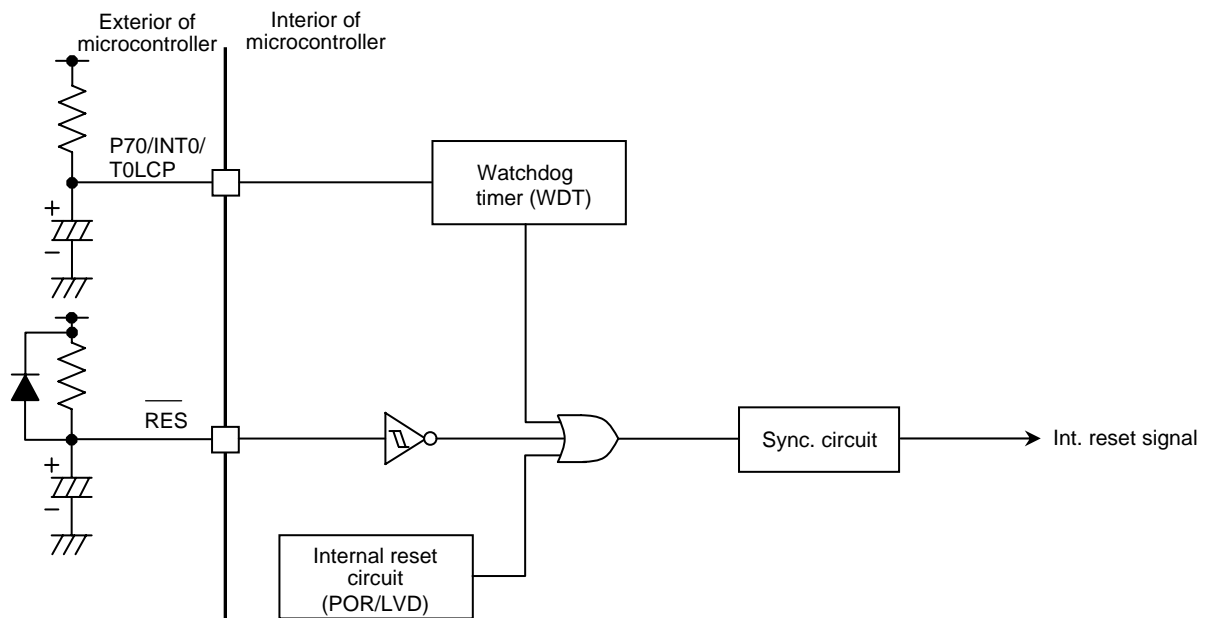 Exterior of
microcontroller
Interior of
microcontroller
P70/INT0/
T0LCP
Watchdog
timer (WDT)
+
−
RES
Sync. circuit
Int. reset signal
+
−
Internal reset
circuit
(POR/LVD)